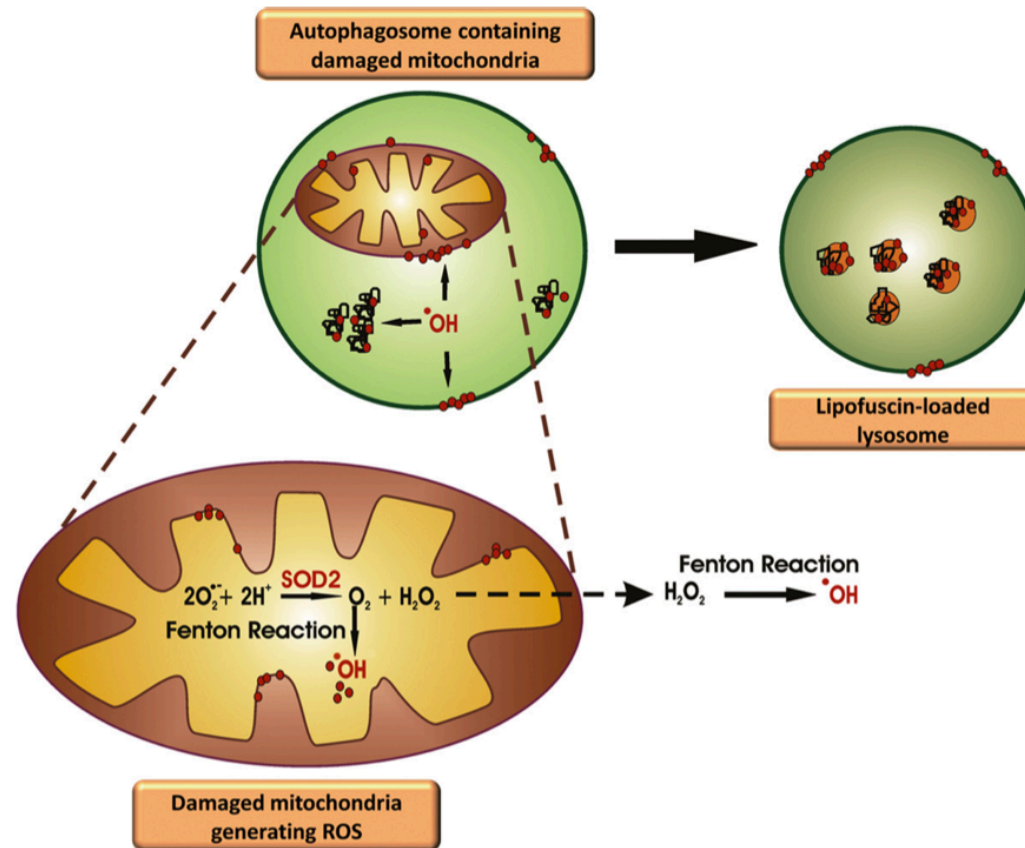 Autophagosome containing
damaged mitochondria
•OH
Lipofuscin-loaded
lysosome
2O₂•⁻+ 2H⁺ SOD2 O₂ + H₂O₂
Fenton Reaction
•OH
Fenton Reaction
H₂O₂ •OH
Damaged mitochondria
generating ROS